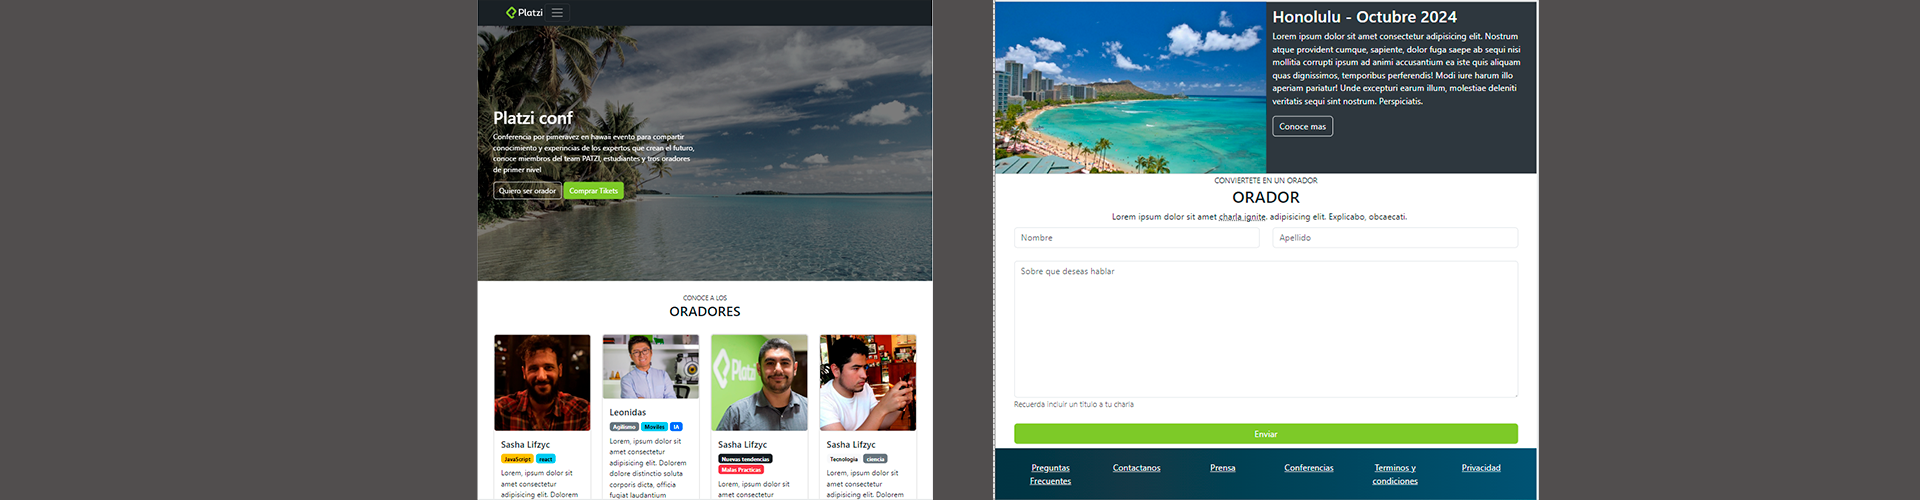 Platzi
Platzi conf
Conferencia por pimeravez en hawaii evento para compartir
conocimiento y experincias de los expertos que crean el futuro,
conoce miembros del team PATZI, estudiantes y tros oradores
de primer nivel
Quiero ser orador
Comprar Tikets
CONOCE A LOS
ORADORES
Sasha Lifzyc
JavaScript react
Lorem, ipsum dolor sit
amet consectetur
adipisicing elit. Dolorem
Leonidas
Agilismo Moviles IA
Lorem, ipsum dolor sit
amet consectetur
adipisicing elit. Dolorem
dolore distinctio soluta
corporis dicta, officia
fugiat laudantium
Platzi
Sasha Lifzyc
Nuevas tendencias
Malas Practicas
Lorem, ipsum dolor sit
amet consectetur
Sasha Lifzyc
Tecnologia ciencia
Lorem, ipsum dolor sit
amet consectetur
adipisicing elit. Dolorem
Honolulu - Octubre 2024
Lorem ipsum dolor sit amet consectetur adipisicing elit. Nostrum
atque provident cumque, sapiente, dolor fuga saepe ab sequi nisi
mollitia corrupti ipsum ad animi accusantium ea iste quis aliquam
quas dignissimos, temporibus perferendis! Modi iure harum illo
aperiam pariatur! Unde excepturi earum illum, molestiae deleniti
veritatis sequi sint nostrum. Perspiciatis.
Conoce mas
CONVIERTETE EN UN ORADOR
ORADOR
Lorem ipsum dolor sit amet charla ignite. adipisicing elit. Explicabo, obcaecati.
Nombre
Apellido
Sobre que deseas hablar
Recuerda incluir un titulo a tu charla
Enviar
Preguntas
Frecuentes
Contactanos
Prensa
Conferencias
Terminos y
condiciones
Privacidad